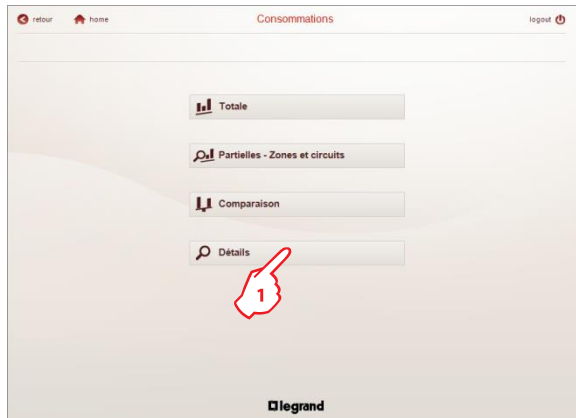 retour home Consommations logout
Totale
Partielles - Zones et circuits
Comparaison
Détails
1
legrand